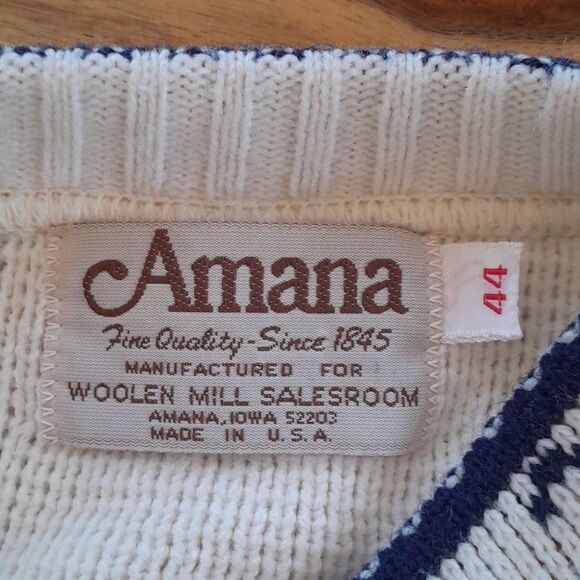 Amana
Fine Quality-Since 1845
MANUFACTURED FOR
WOOLEN MILL SALESROOM
AMANA, IOWA 52203
MADE IN U.S.A.
44